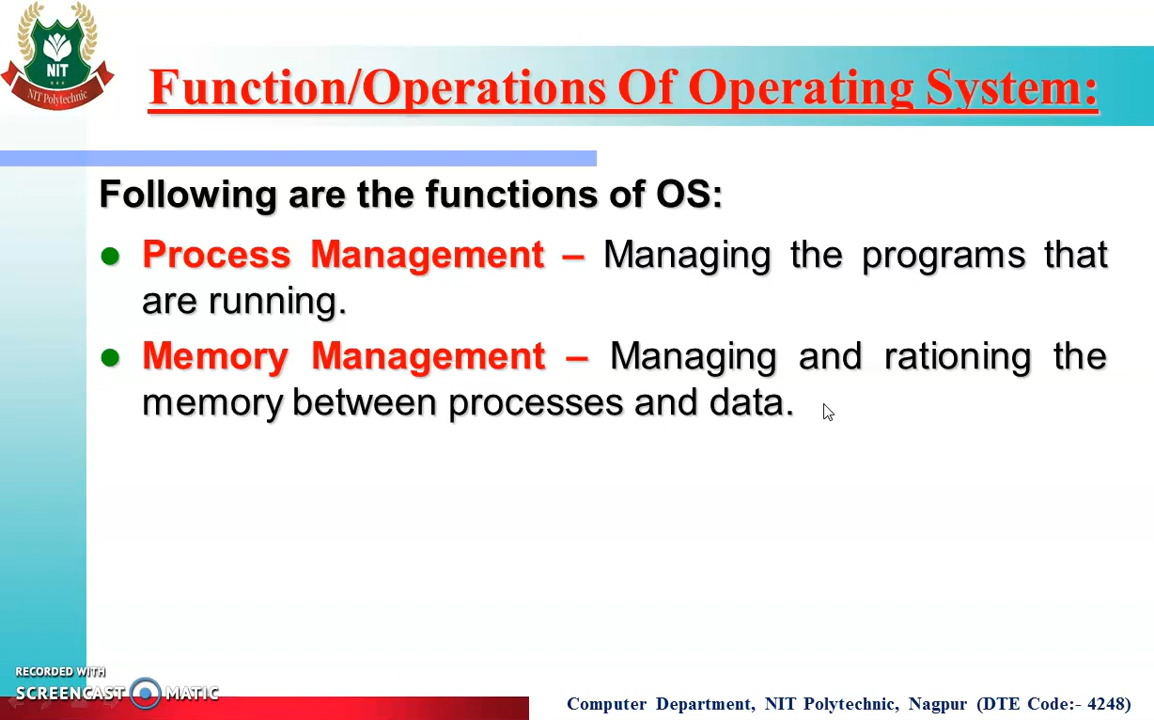 NIT
NIT Polytechnic
Function/Operations Of Operating System:
Following are the functions of OS:
Process Management – Managing the programs that
are running.
Memory Management – Managing and rationing the
memory between processes and data.
RECORDED WITH
SCREENCAST MATIC
Computer Department, NIT Polytechnic, Nagpur (DTE Code:- 4248)